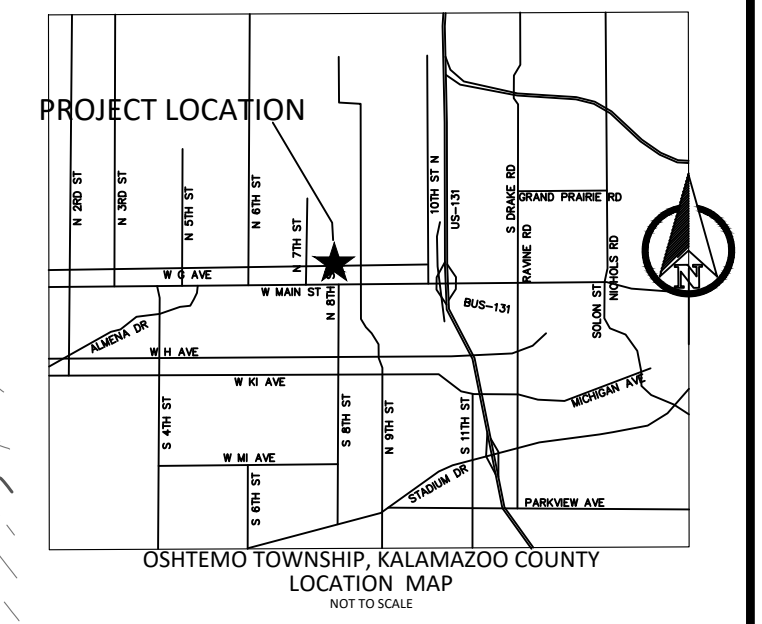 PROJECT LOCATION
N 2RD ST
N 3RD ST
N 5TH ST
N 6TH ST
N 7TH ST
N 8TH S
10TH ST N
US-131
S DRAKE RD
RAVINE RD
GRAND PRAIRIE RD
NICHOLS RD
SOLON ST
N
W G AVE
W MAIN ST
BUS-131
ALMENA DR
W H AVE
W KI AVE
MICHIGAN AVE
S 4TH ST
S 8TH ST
N 9TH ST
S 11TH ST
W MI AVE
S 6TH ST
STADIUM DR
PARKVIEW AVE
OSHTEMO TOWNSHIP, KALAMAZOO COUNTY
LOCATION MAP
NOT TO SCALE